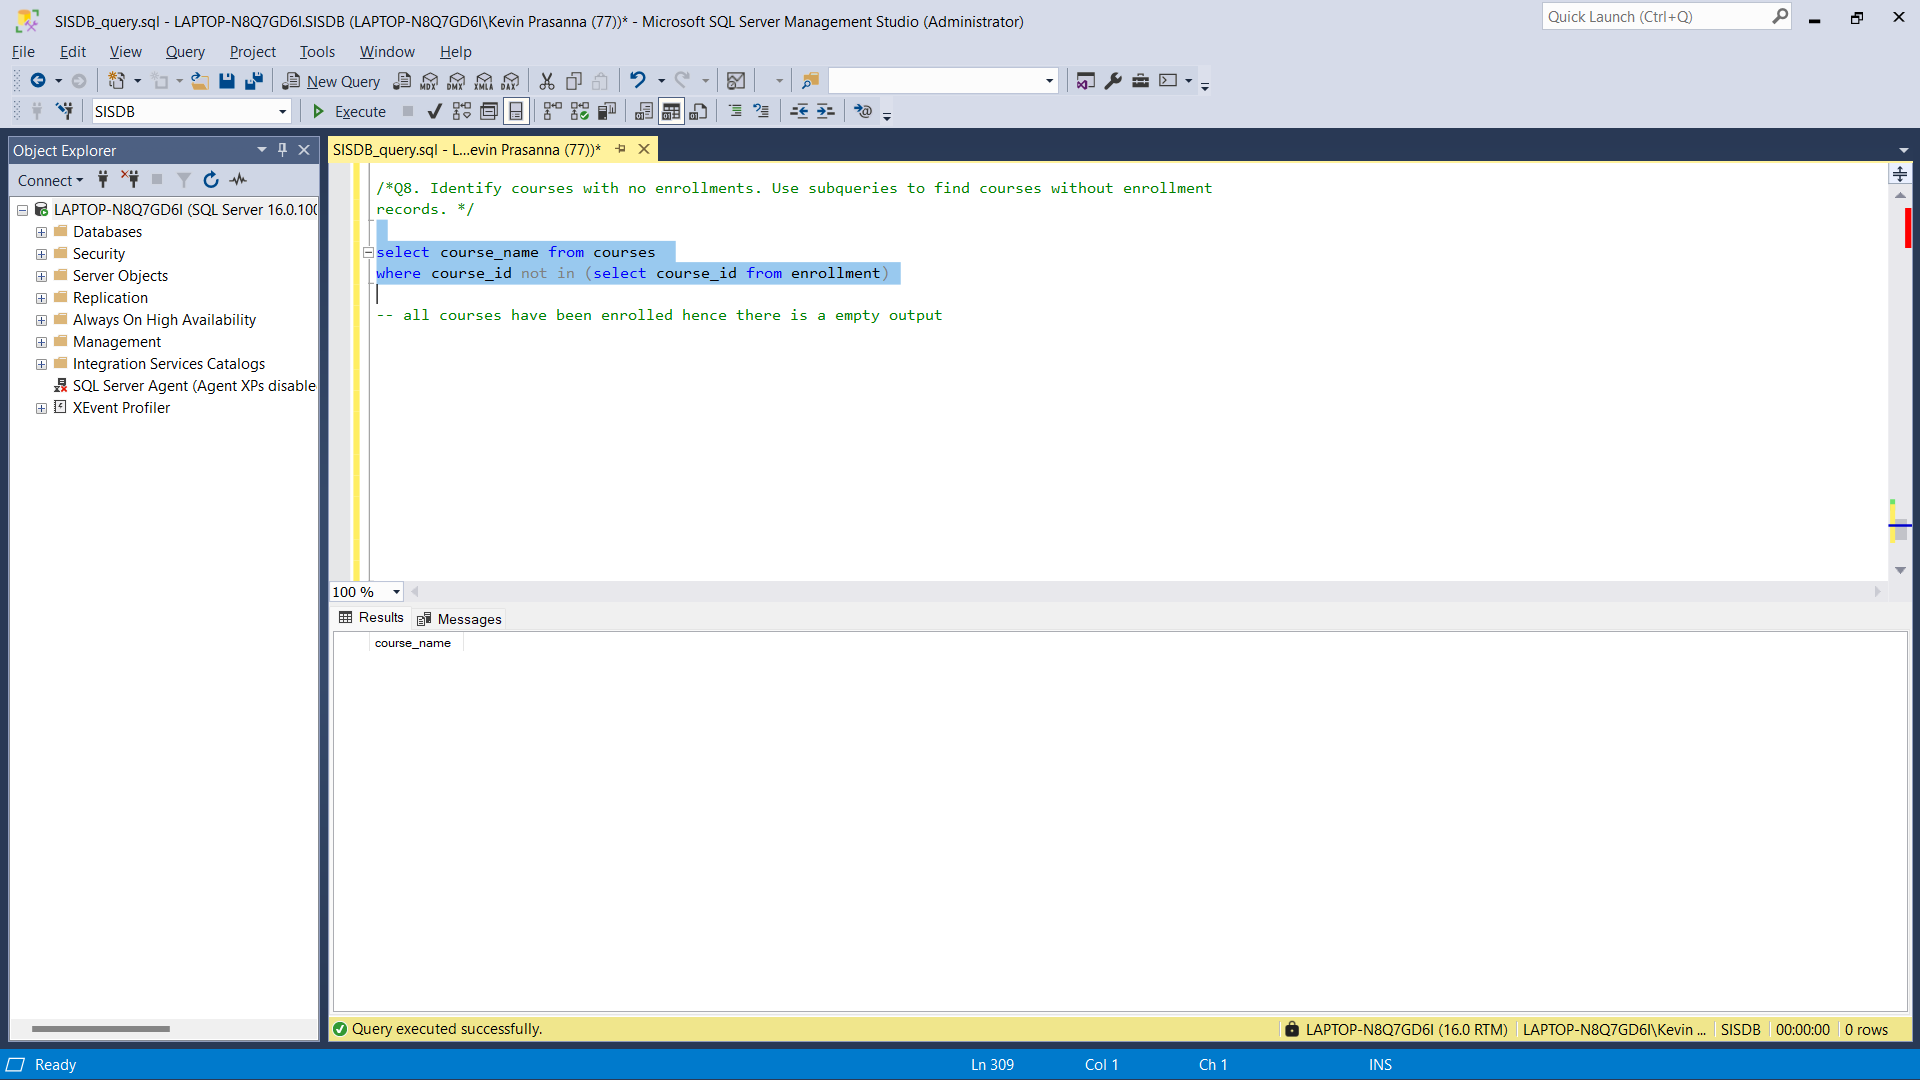 SISDB_query.sql - LAPTOP-N8Q7GD6I.SISDB (LAPTOP-N8Q7GD6I\Kevin Prasanna (77))* - Microsoft SQL Server Management Studio (Administrator)
Quick Launch (Ctrl+Q)
File Edit View Query Project Tools Window Help
New Query MDX DMX XMLA DAX
SISDB Execute
Object Explorer
SISDB_query.sql - L...evin Prasanna (77))*
Connect
LAPTOP-N8Q7GD6I (SQL Server 16.0.100
Databases
Security
Server Objects
Replication
Always On High Availability
Management
Integration Services Catalogs
SQL Server Agent (Agent XPs disable
XEvent Profiler
/*Q8. Identify courses with no enrollments. Use subqueries to find courses without enrollment
records. */
select course_name from courses
where course_id not in (select course_id from enrollment)
-- all courses have been enrolled hence there is a empty output
100 %
Results Messages
course_name
Query executed successfully.
LAPTOP-N8Q7GD6I (16.0 RTM) LAPTOP-N8Q7GD6I\Kevin ... SISDB 00:00:00 0 rows
Ready Ln 309 Col 1 Ch 1 INS